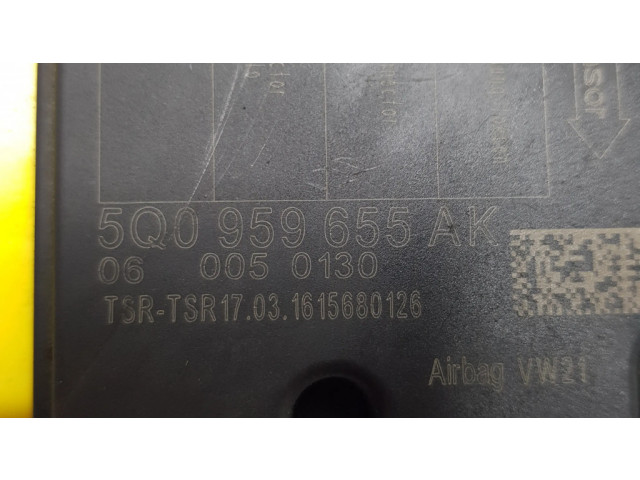 5Q0 959 655 AK
06 005 0130
TSR-TSR17.03.1615680126
Airbag VW21